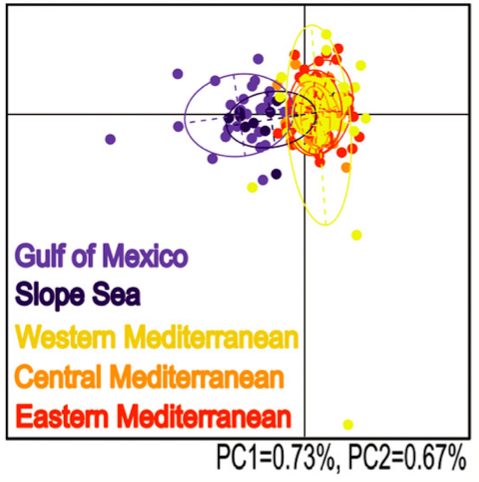 Gulf of Mexico
Slope Sea
Western Mediterranean
Central Mediterranean
Eastern Mediterranean
PC1=0.73%, PC2=0.67%